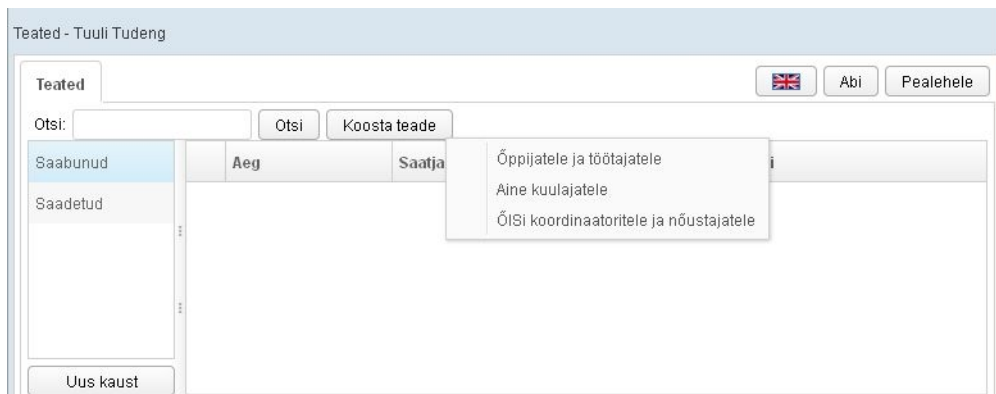 Teated - Tuuli Tudeng
Teated
Abi
Pealehele
Otsi:
Otsi
Koosta teade
Saabunud
Aeg
Saatja
Õppijatele ja töötajatele
Saadetud
Aine kuulajatele
ÕISi koordinaatoritele ja nõustajatele
Uus kaust